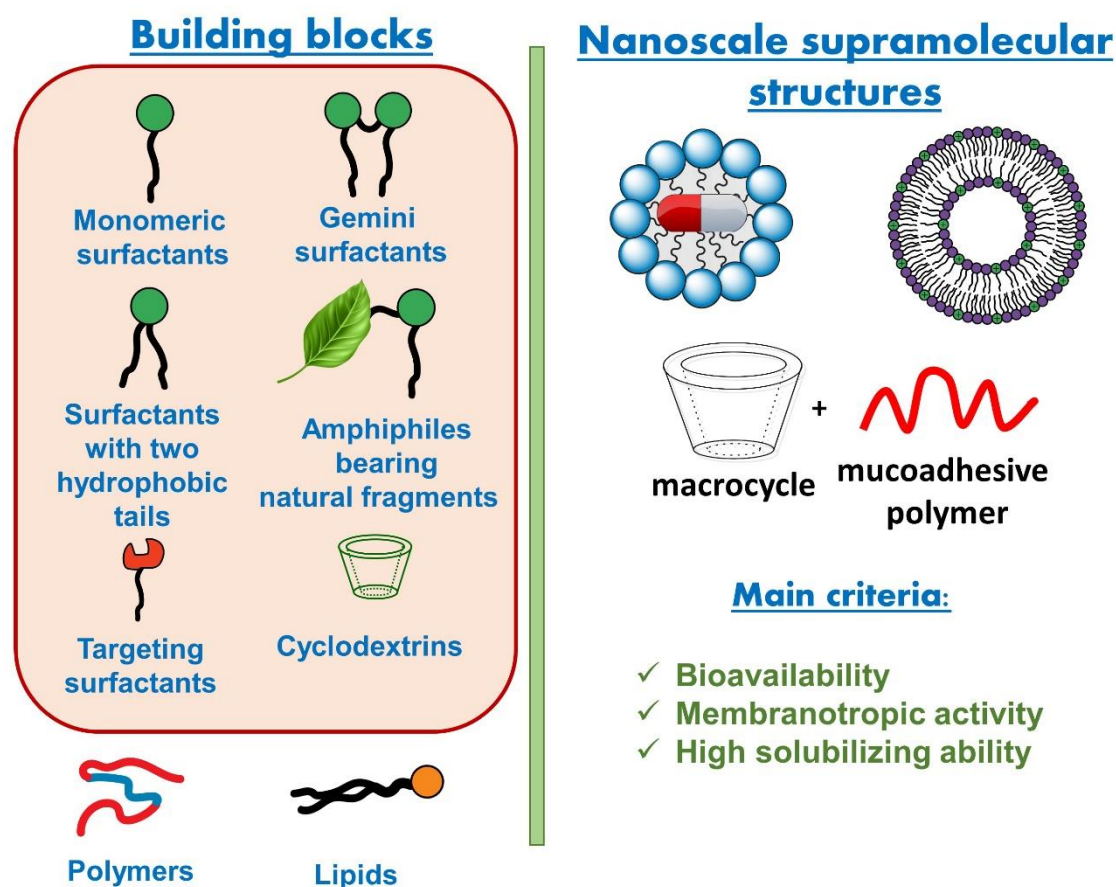 Building blocks
Monomeric
surfactants
Gemini
surfactants
Surfactants
with two
hydrophobic
tails
Amphiphiles
bearing
natural fragments
Targeting
surfactants
Cyclodextrins
Polymers
Lipids
Nanoscale supramolecular
structures
macrocycle
+
mucoadhesive
polymer
Main criteria:
✓ Bioavailability
✓ Membranotropic activity
✓ High solubilizing ability